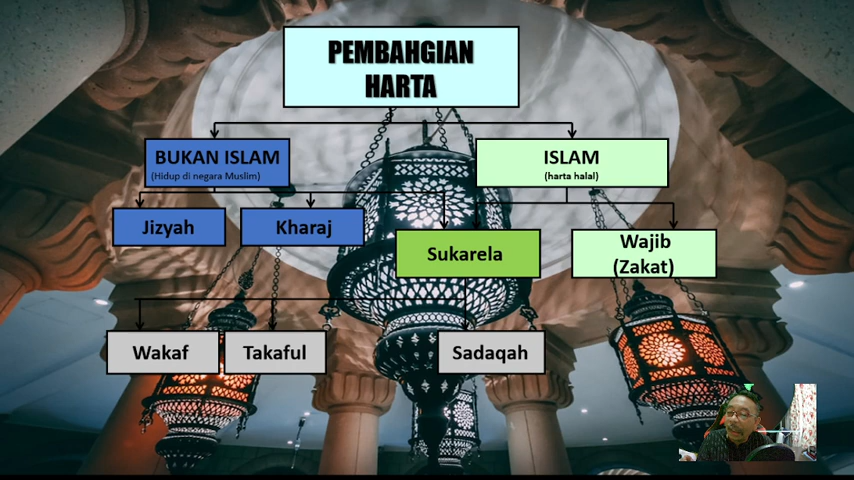 PEMBAHGIAN
HARTA
BUKAN ISLAM
(Hidup di negara Muslim)
ISLAM
(harta halal)
Jizyah
Kharaj
Sukarela
Wajib
(Zakat)
Wakaf
Takaful
Sadaqah